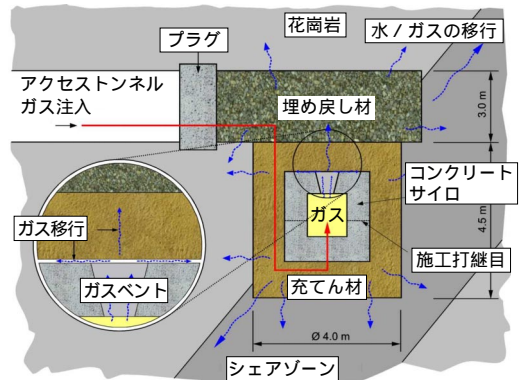 プラグ
花崗岩
水 / ガスの移行
アクセストンネル
ガス注入
埋め戻し材
3.0 m
コンクリート
サイロ
4.5 m
ガス
ガス移行
施工打継目
ガスベント
充てん材
Ø 4.0 m
シェアゾーン